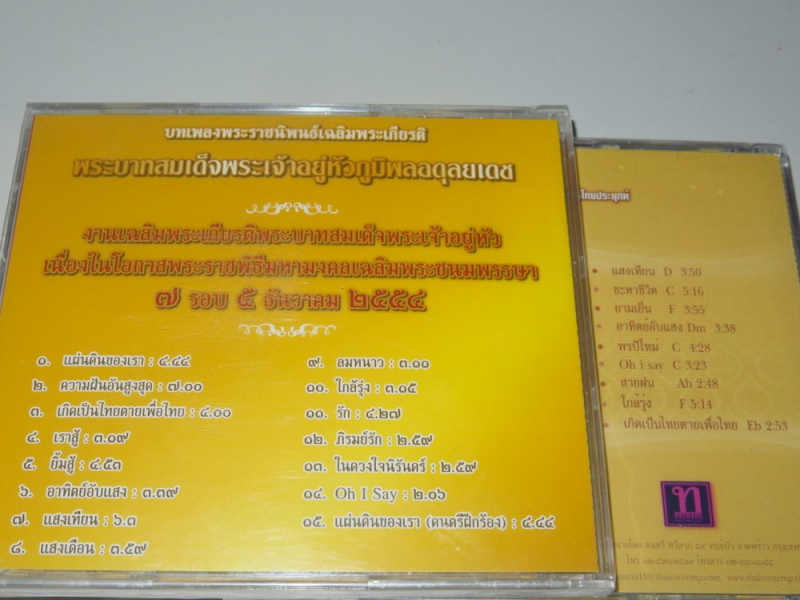 บทเพลงพระราชนิพนธ์เฉลิมพระเกียรติ
พระบาทสมเด็จพระเจ้าอยู่หัวภูมิพลอดุลยเดช
งานเฉลิมพระเกียรติพระบาทสมเด็จพระเจ้าอยู่หัว
เนื่องในโอกาสพระราชพิธีมหามงคลเฉลิมพระชนมพรรษา
๗ รอบ ๕ ธันวาคม ๒๕๕๔
๑. แผ่นดินของเรา : ๔.๔๔
๒. ความฝันอันสูงสุด : ๗.๐๐
๓. เกิดเป็นไทยตายเพื่อไทย : ๔.๐๐
๔. เราสู้ : ๓.๐๙
๕. ยิ้มสู้ : ๔.๕๓
๖. อาทิตย์อับแสง : ๓.๓๙
๗. แสงเทียน : ๖.๓
๘. แสงเดือน : ๓.๕๙
๙. ลมหนาว : ๓.๑๑
๑๐. ใกล้รุ่ง : ๓.๑๕
๑๑. รัก : ๔.๒๗
๑๒. ภิรมย์รัก : ๒.๕๙
๑๓. ในดวงใจนิรันดร์ : ๒.๕๙
๑๔. Oh I Say : ๒.๐๖
๑๕. แผ่นดินของเรา (ดนตรีฝึกร้อง) : ๔.๔๔
ไทยประยุกต์
แสงเทียน D 3:50
ชะตาชีวิต C 5:16
ยามเย็น F 3:55
อาทิตย์อับแสง Dm 3:38
พรปีใหม่ C 4:28
Oh i say C 3:23
สายฝน Ab 2:48
ใกล้รุ่ง F 5:14
เกิดเป็นไทยตายเพื่อไทย Eb 2:53
ท